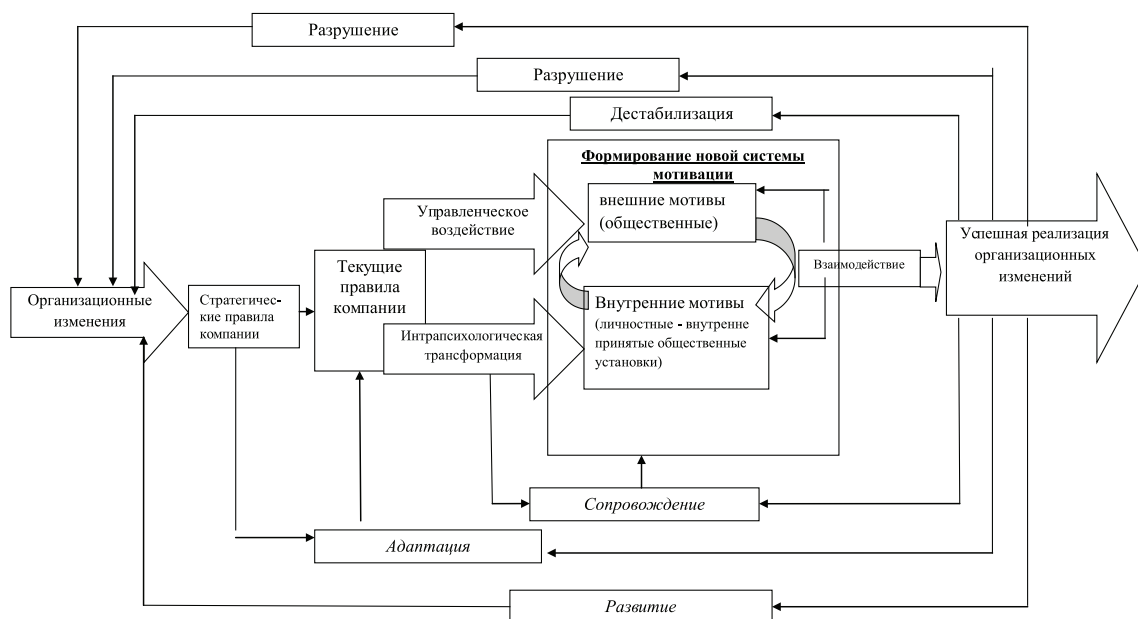 Разрушение
Разрушение
Дестабилизация
Формирование новой системы
мотивации
внешние мотивы
(общественные)
Управленческое
воздействие
Успешная реализация
организационных
изменений
Взаимодействие
Текущие
правила
компании
Организационные
изменения
Стратегичес-
кие правила
компании
Внутренние мотивы
(личностные - внутренне
принятые общественные
установки)
Интрапсихологическая
трансформация
Сопровождение
Адаптация
Развитие